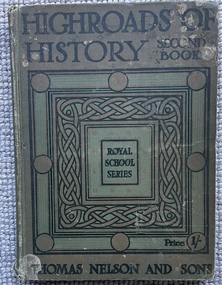 HIGHROADS OF
HISTORY SECOND
BOOK
ROYAL
SCHOOL
SERIES
Price 1/-
THOMAS NELSON AND SONS